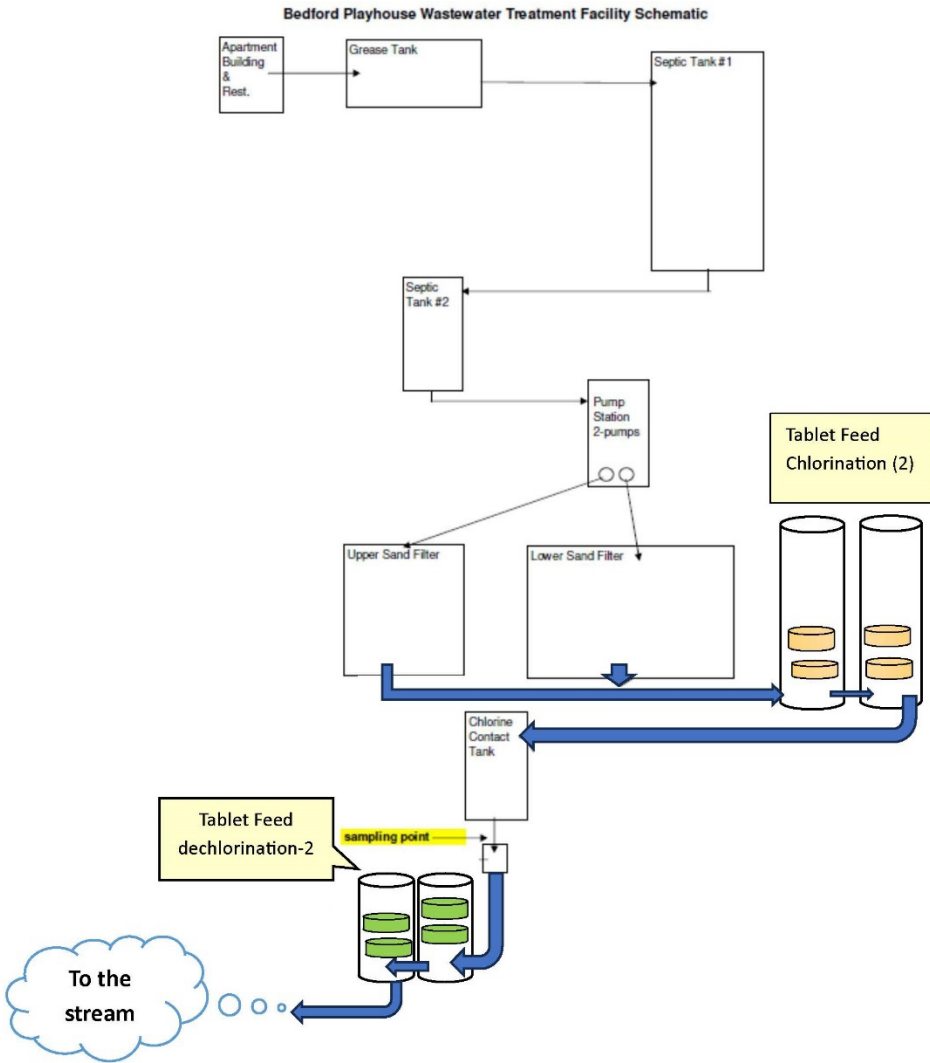 Bedford Playhouse Wastewater Treatment Facility Schematic
Apartment
Building
&
Rest.
Grease Tank
Septic Tank #1
Septic
Tank #2
Pump
Station
2-pumps
Tablet Feed
Chlorination (2)
Upper Sand Filter
Lower Sand Filter
Chlorine
Contact
Tank
Tablet Feed
dechlorination-2
sampling point
To the
stream